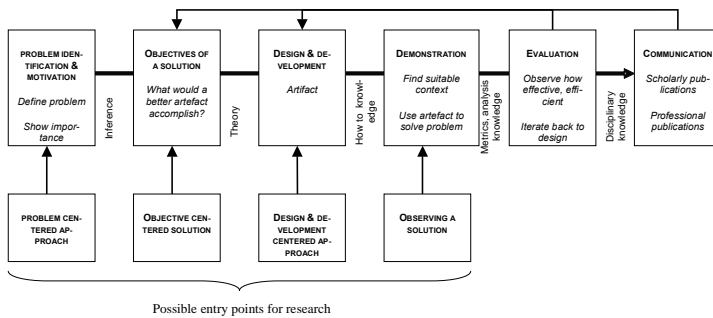 PROBLEM IDEN-
TIFICATION &
MOTIVATION
Define problem
Show impor-
tance
Inference
OBJECTIVES OF
A SOLUTION
What would a
better artefact
accomplish?
Theory
DESIGN & DE-
VELOPMENT
Artifact
How to knowl-
edge
DEMONSTRATION
Find suitable
context
Use artefact to
solve problem
Metrics, analysis
knowledge
EVALUATION
Observe how
effective, effi-
cient
Iterate back to
design
Disciplinary
knowledge
COMMUNICATION
Scholarly pub-
lications
Professional
publications
PROBLEM CEN-
TERED AP-
PROACH
OBJECTIVE CEN-
TERED SOLUTION
DESIGN & DE-
VELOPMENT
CENTERED AP-
PROACH
OBSERVING A
SOLUTION
Possible entry points for research